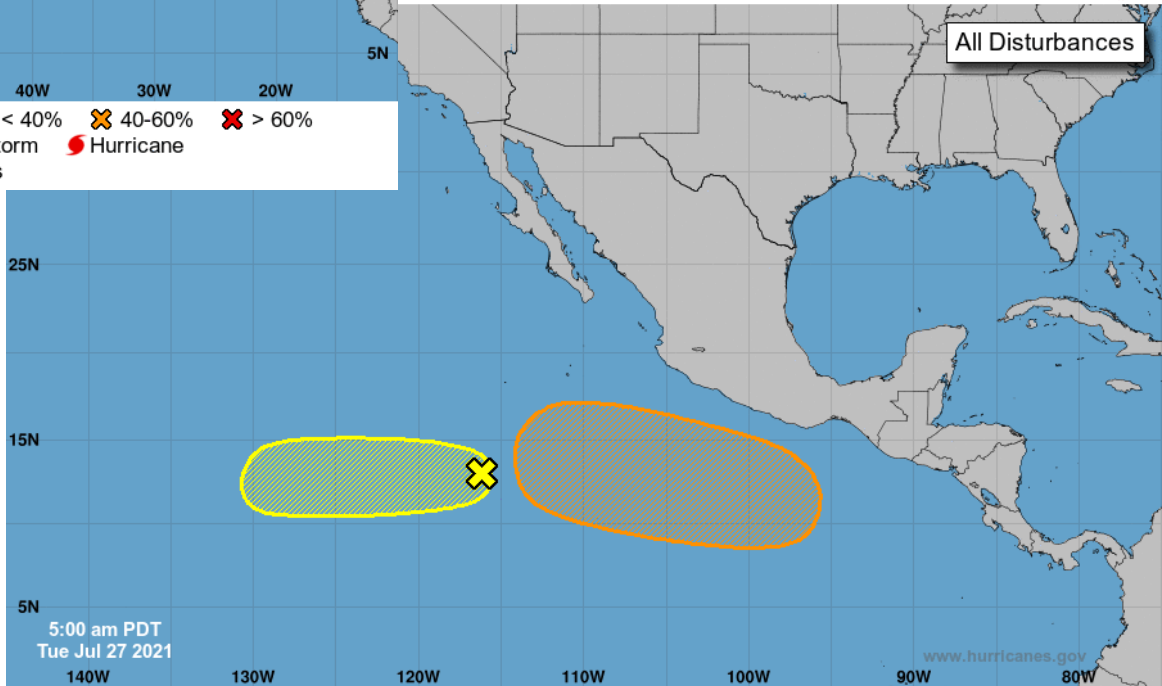 All Disturbances
5N
40W 30W 20W
< 40% 40-60% > 60%
orm Hurricane
s
25N
15N
5N
5:00 am PDT
Tue Jul 27 2021
www.hurricanes.gov
140W 130W 120W 110W 100W 90W 80W